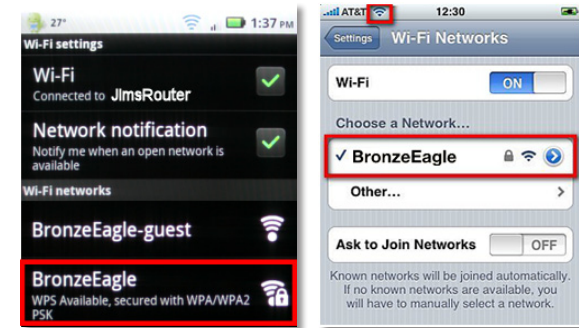 27°
1:37 PM
Wi-Fi settings
Wi-Fi
Connected to JimsRouter
Network notification
Notify me when an open network is
available
Wi-Fi networks
BronzeEagle-guest
BronzeEagle
WPS Available, secured with WPA/WPA2
PSK
AT&T
12:30
Settings
Wi-Fi Networks
Wi-Fi
ON
Choose a Network...
✓ BronzeEagle
Other...
Ask to Join Networks
OFF
Known networks will be joined automatically.
If no known networks are available, you
will have to manually select a network.